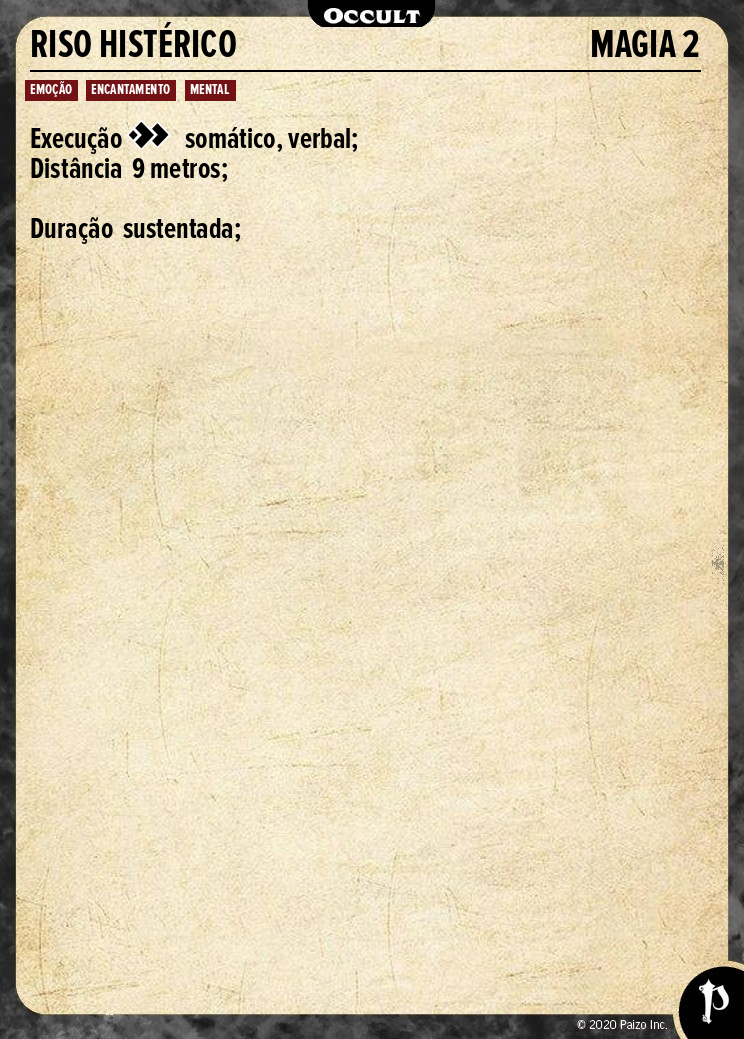 OCCULT
RISO HISTÉRICO MAGIA 2
EMOÇÃO ENCANTAMENTO MENTAL
Execução somático, verbal;
Distância 9 metros;
Duração sustentada;
© 2020 Paizo Inc.
P